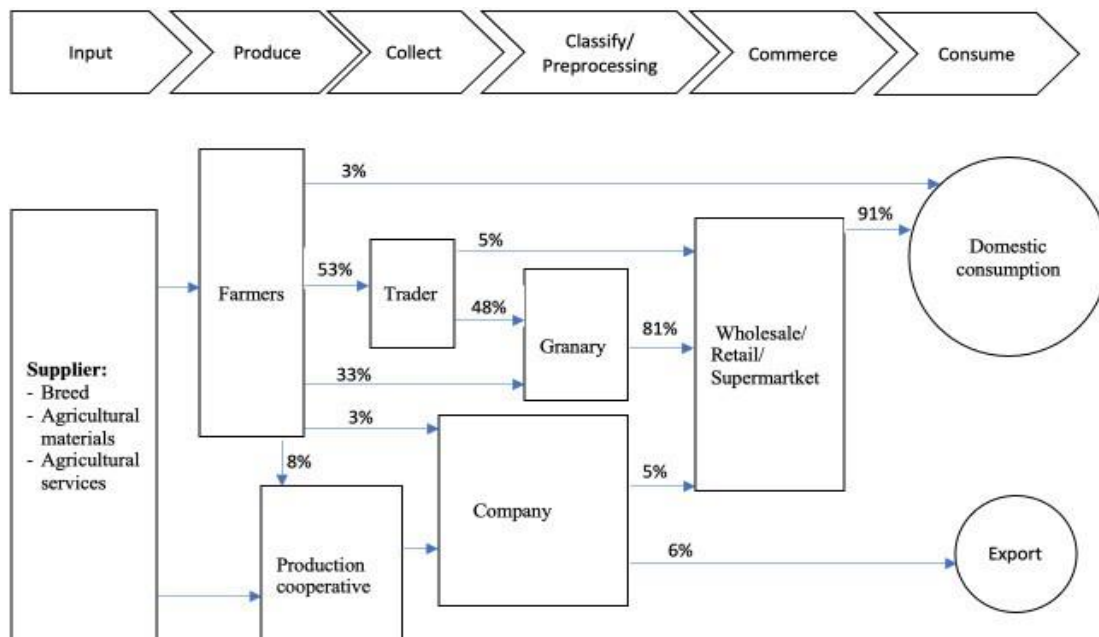 Input
Produce
Collect
Classify/
Preprocessing
Commerce
Consume
3%
91%
Domestic
consumption
5%
53%
Trader
Farmers
48%
Granary
81%
Wholesale/
Retail/
Supermartket
33%
Supplier:
- Breed
- Agricultural
materials
- Agricultural
services
3%
8%
Company
5%
6%
Production
cooperative
Export